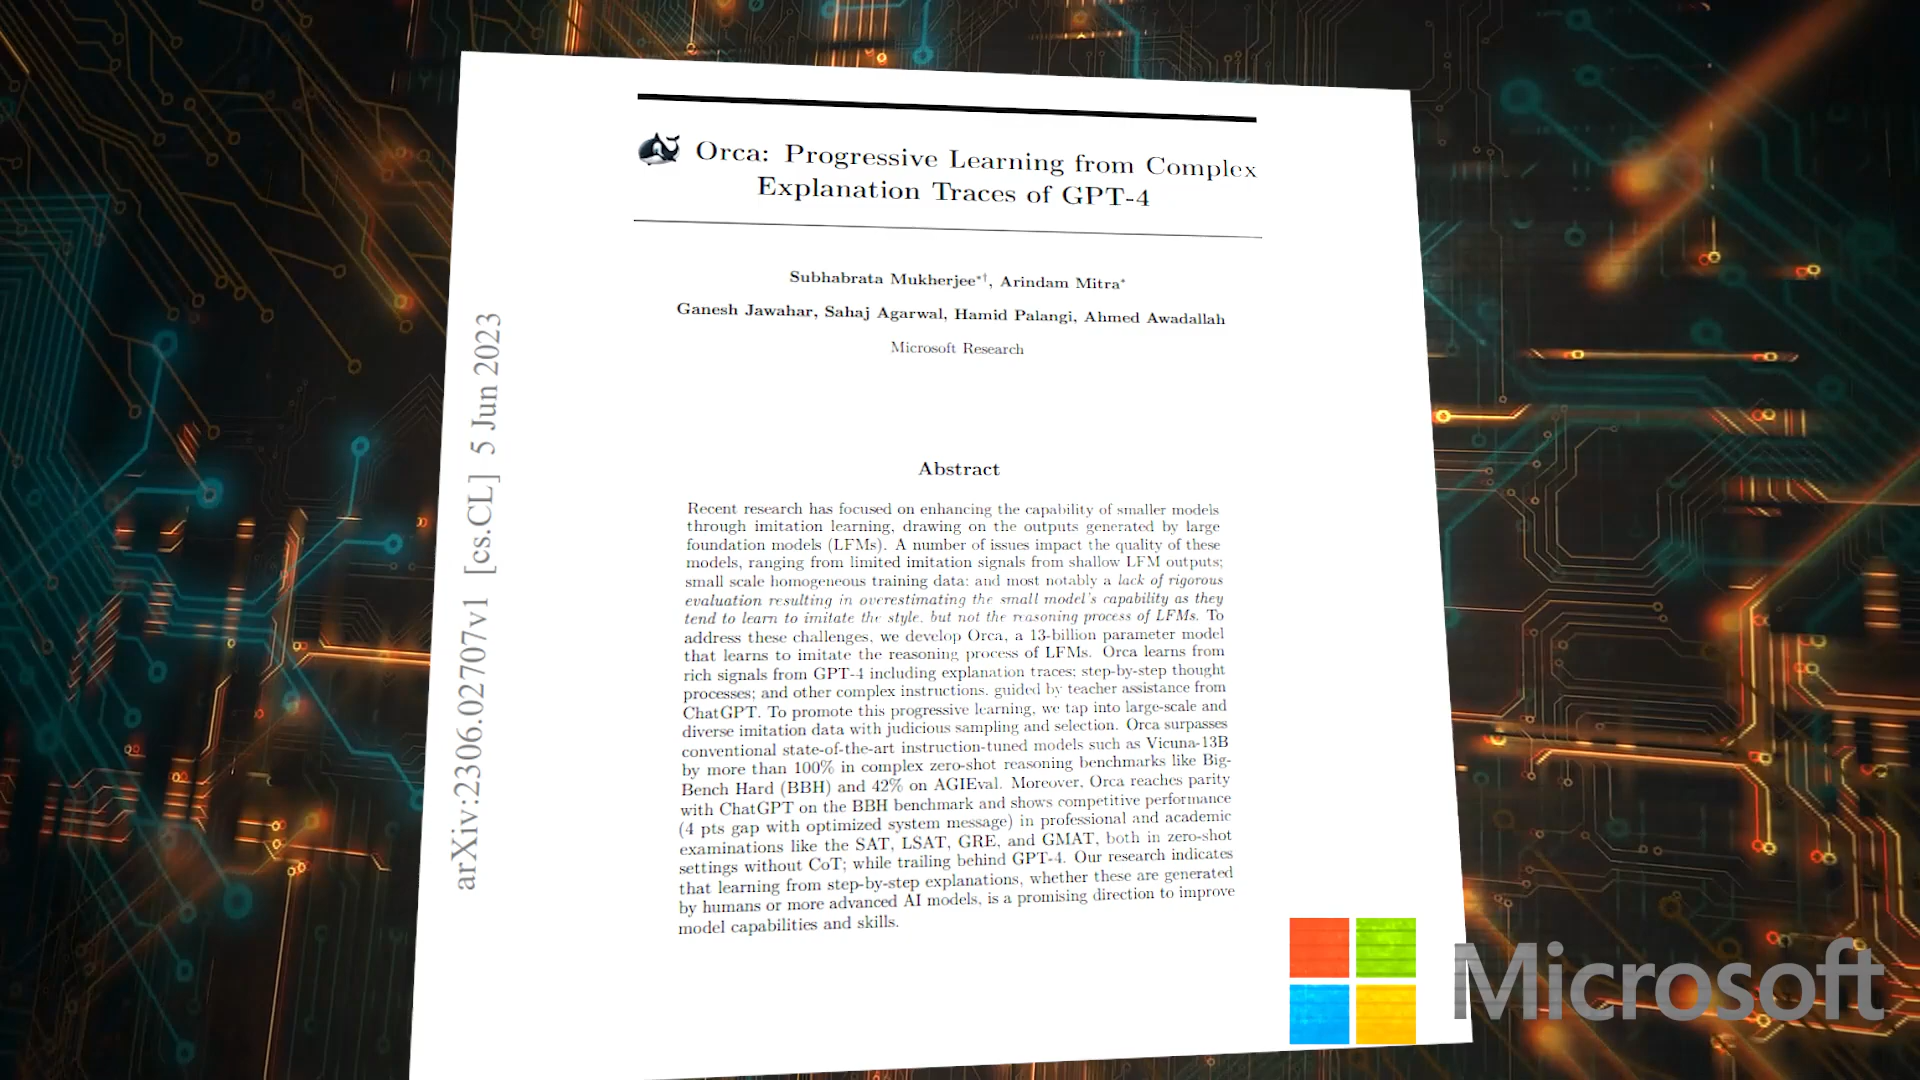 Orca: Progressive Learning from Complex
Explanation Traces of GPT-4
Subhabrata Mukherjee*†, Arindam Mitra*
Ganesh Jawahar, Sahaj Agarwal, Hamid Palangi, Ahmed Awadallah
Microsoft Research
arXiv:2306.02707v1 [cs.CL] 5 Jun 2023
Abstract
Recent research has focused on enhancing the capability of smaller models
through imitation learning, drawing on the outputs generated by large
foundation models (LFMs). A number of issues impact the quality of these
models, ranging from limited imitation signals from shallow LFM outputs;
small scale homogeneous training data; and most notably a lack of rigorous
evaluation resulting in overestimating the small model's capability as they
tend to learn to imitate the style, but not the reasoning process of LFMs. To
address these challenges, we develop Orca, a 13-billion parameter model
that learns to imitate the reasoning process of LFMs. Orca learns from
rich signals from GPT-4 including explanation traces; step-by-step thought
processes; and other complex instructions, guided by teacher assistance from
ChatGPT. To promote this progressive learning, we tap into large-scale and
diverse imitation data with judicious sampling and selection. Orca surpasses
conventional state-of-the-art instruction-tuned models such as Vicuna-13B
by more than 100% in complex zero-shot reasoning benchmarks like Big-
Bench Hard (BBH) and 42% on AGIEval. Moreover, Orca reaches parity
with ChatGPT on the BBH benchmark and shows competitive performance
(4 pts gap with optimized system message) in professional and academic
examinations like the SAT, LSAT, GRE, and GMAT, both in zero-shot
settings without CoT; while trailing behind GPT-4. Our research indicates
that learning from step-by-step explanations, whether these are generated
by humans or more advanced AI models, is a promising direction to improve
model capabilities and skills.
Microsoft